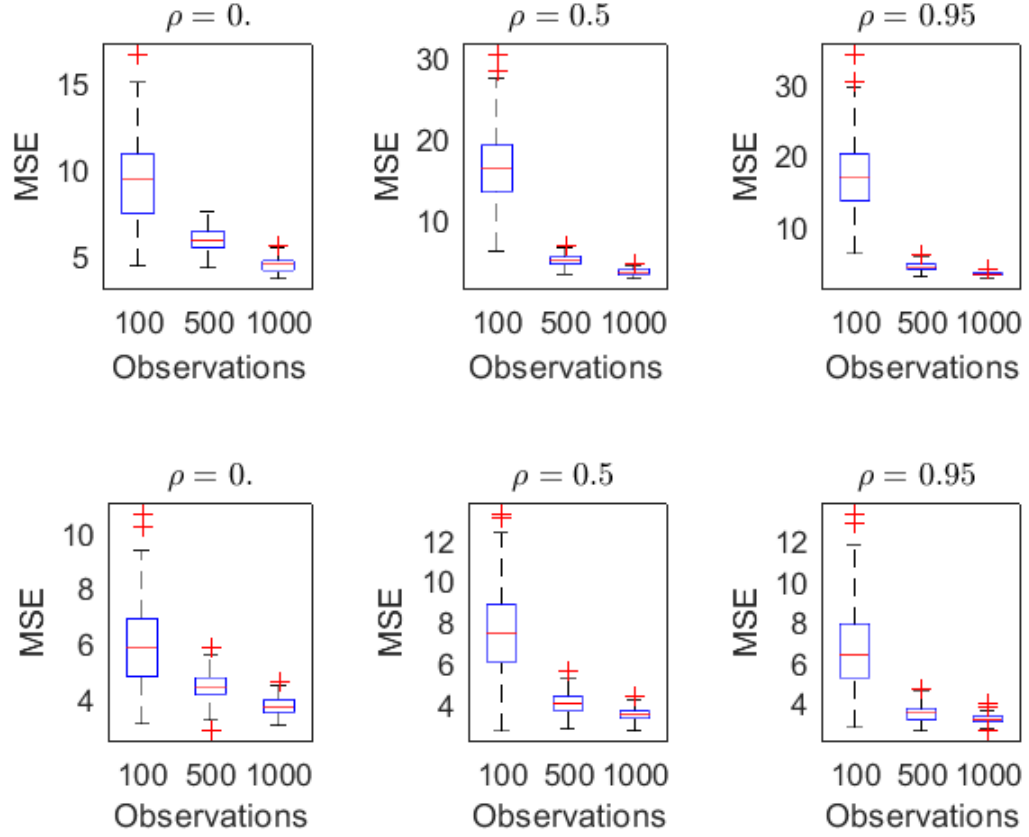 ρ = 0.
ρ = 0.5
ρ = 0.95
MSE
15
10
5
100 500 1000
Observations
MSE
30
20
10
100 500 1000
Observations
MSE
30
20
10
100 500 1000
Observations
ρ = 0.
ρ = 0.5
ρ = 0.95
MSE
10
8
6
4
100 500 1000
Observations
MSE
12
10
8
6
4
100 500 1000
Observations
MSE
12
10
8
6
4
100 500 1000
Observations